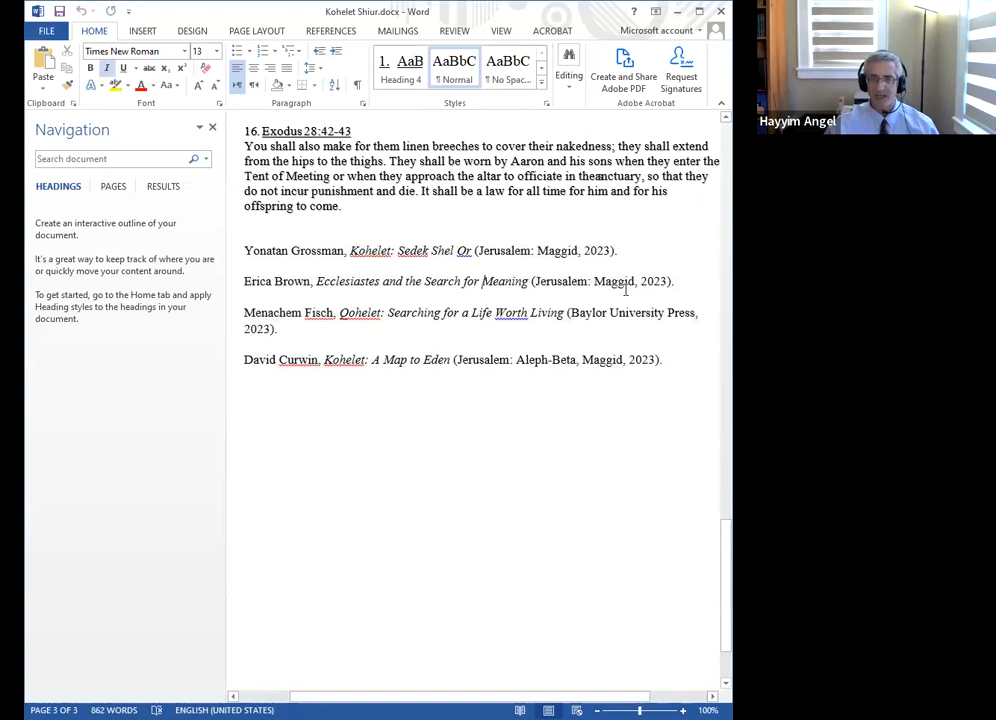 Kohelet Shiur.docx - Word
FILE HOME INSERT DESIGN PAGE LAYOUT REFERENCES MAILINGS REVIEW VIEW ACROBAT Microsoft account
Paste
Times New Roman 13
B I U abc x₂ x²
Clipboard Font Paragraph Styles Adobe Acrobat
1. AaB AaBbC AaBbC
Heading 4 ¶ Normal ¶ No Spac...
Editing
Create and Share Adobe PDF
Request Signatures
Navigation
Search document
HEADINGS PAGES RESULTS
Create an interactive outline of your
document.
It's a great way to keep track of where you are
or quickly move your content around.
To get started, go to the Home tab and apply
Heading styles to the headings in your
document.
16. Exodus 28:42-43
You shall also make for them linen breeches to cover their nakedness; they shall extend
from the hips to the thighs. They shall be worn by Aaron and his sons when they enter the
Tent of Meeting or when they approach the altar to officiate in theanctuary, so that they
do not incur punishment and die. It shall be a law for all time for him and for his
offspring to come.
Yonatan Grossman, Kohelet: Sedek Shel Or (Jerusalem: Maggid, 2023).
Erica Brown, Ecclesiastes and the Search for Meaning (Jerusalem: Maggid, 2023).
Menachem Fisch, Qohelet: Searching for a Life Worth Living (Baylor University Press,
2023).
David Curwin. Kohelet: A Map to Eden (Jerusalem: Aleph-Beta, Maggid, 2023).
PAGE 3 OF 3 862 WORDS ENGLISH (UNITED STATES) 100%
Hayyim Angel